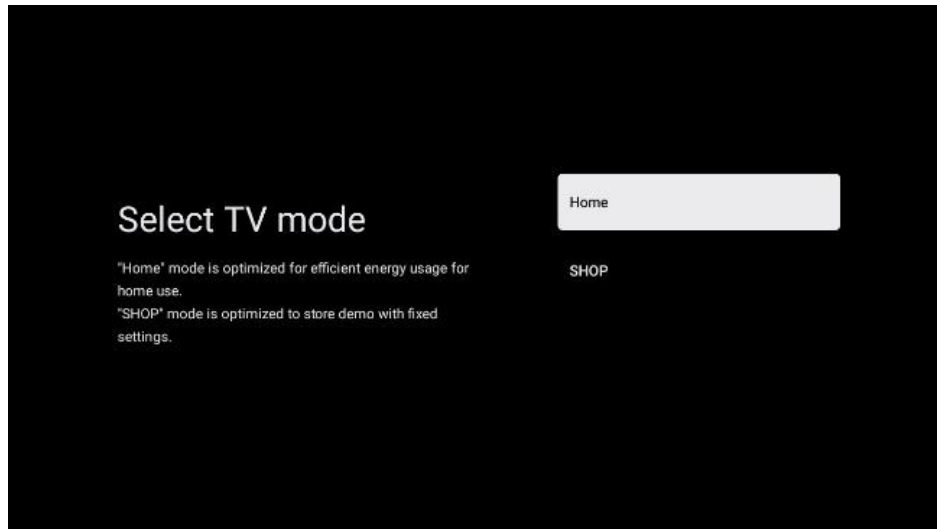 Select TV mode
"Home" mode is optimized for efficient energy usage for
home use.
"SHOP" mode is optimized to store demo with fixed
settings.
Home
SHOP